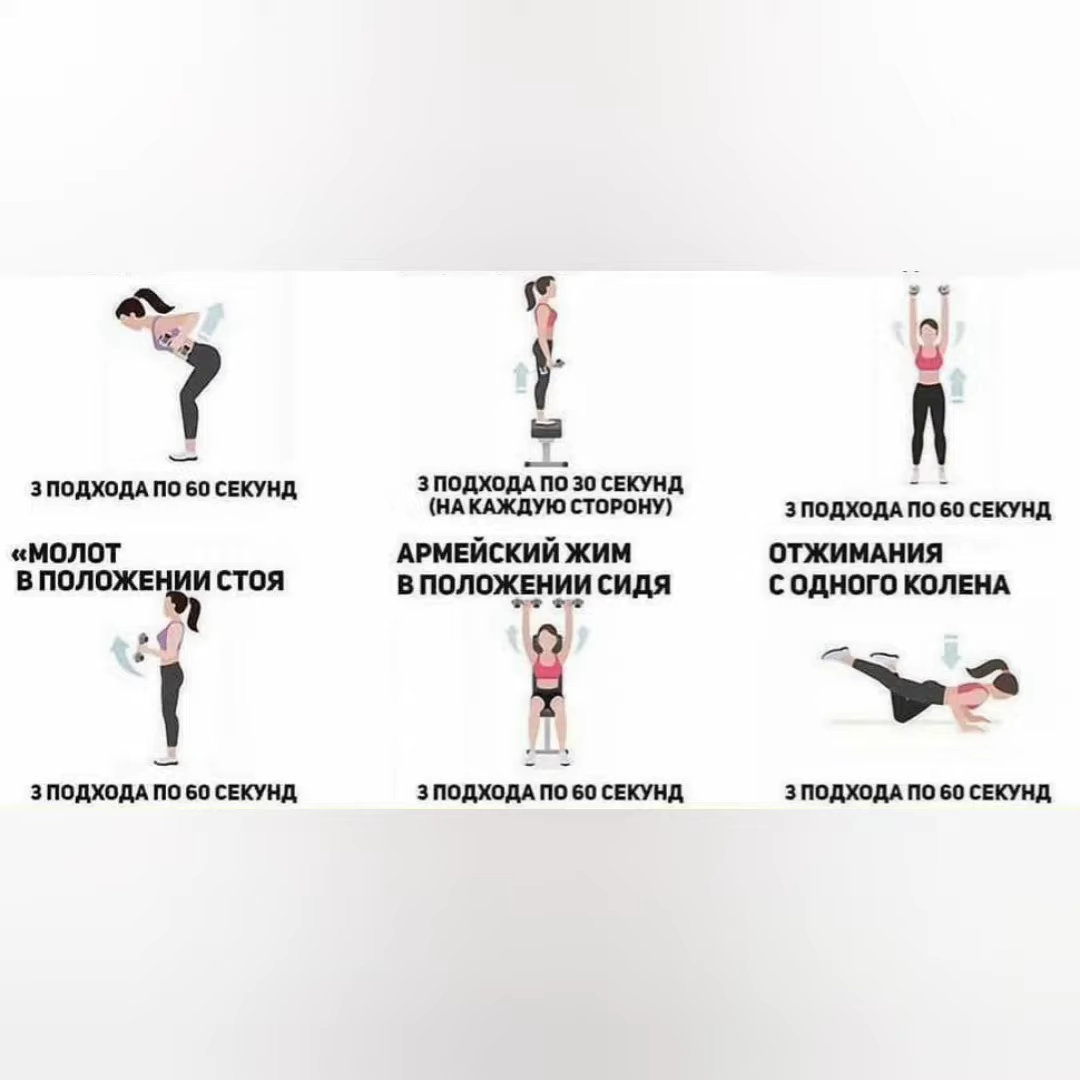 3 ПОДХОДА ПО 60 СЕКУНД
3 ПОДХОДА ПО 30 СЕКУНД
(НА КАЖДУЮ СТОРОНУ)
3 ПОДХОДА ПО 60 СЕКУНД
«МОЛОТ
В ПОЛОЖЕНИИ СТОЯ
АРМЕЙСКИЙ ЖИМ
В ПОЛОЖЕНИИ СИДЯ
ОТЖИМАНИЯ
С ОДНОГО КОЛЕНА
3 ПОДХОДА ПО 60 СЕКУНД
3 ПОДХОДА ПО 60 СЕКУНД
3 ПОДХОДА ПО 60 СЕКУНД